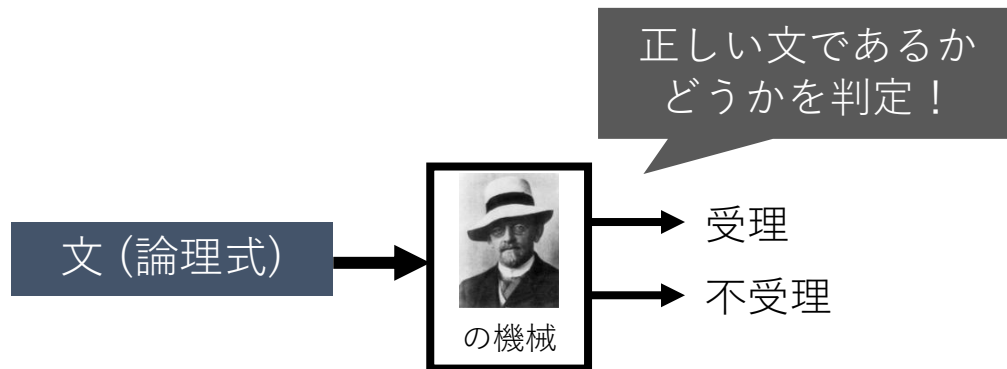 正しい文であるか
どうかを判定！
文 (論理式)
受理
不受理
の機械